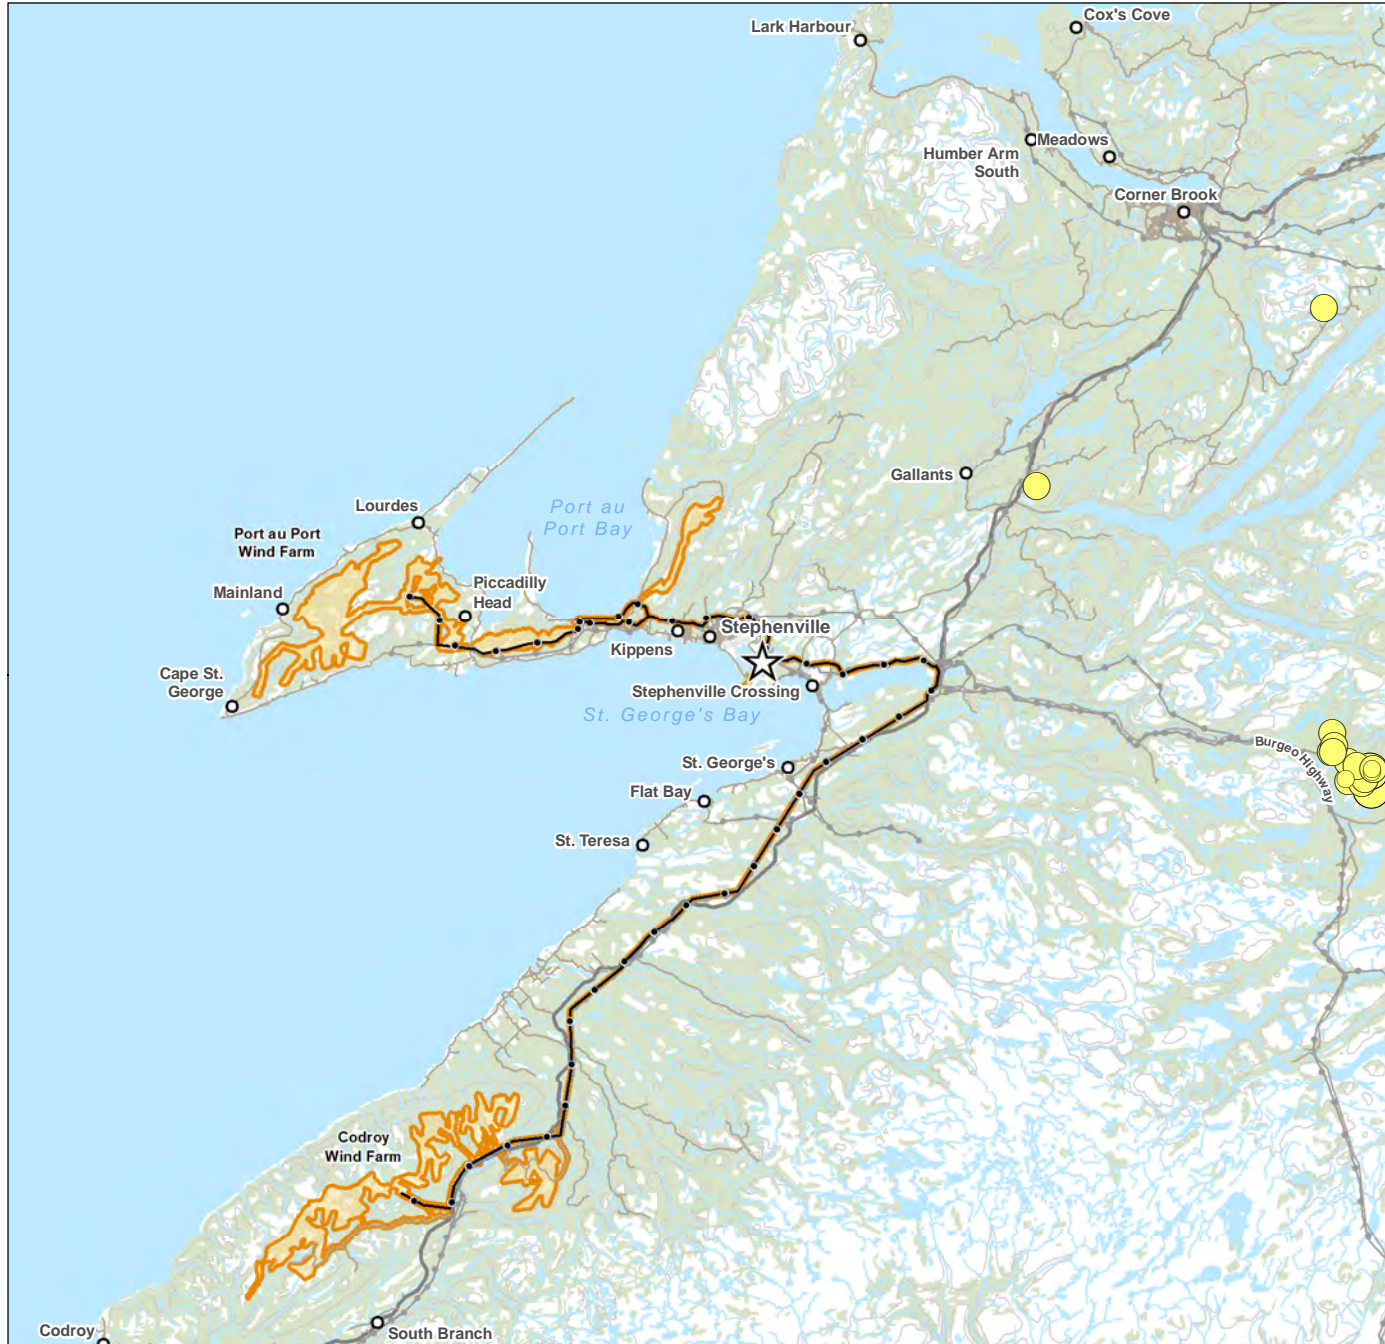 Cox's Cove
Lark Harbour
Meadows
Humber Arm
South
Corner Brook
Gallants
Lourdes
Port au
Port Bay
Port au Port
Wind Farm
Mainland
Piccadilly
Head
Stephenville
Kippens
Cape St.
George
Stephenville Crossing
St. George's Bay
Burgeo Highway
St. George's
Flat Bay
St. Teresa
Codroy
Wind Farm
Codroy
South Branch